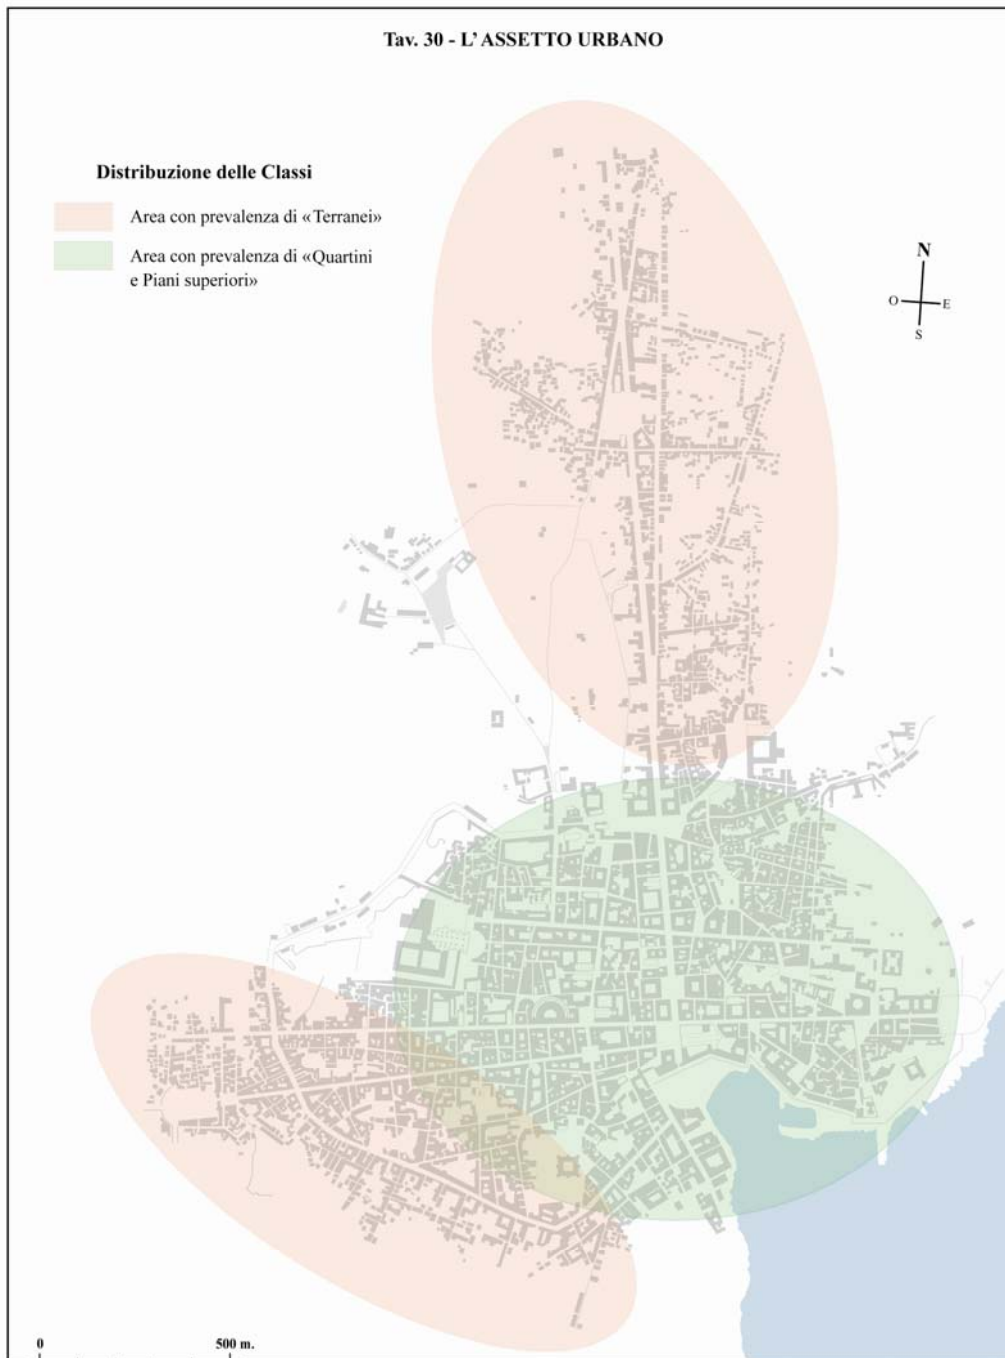 Tav. 30 - L’ASSETTO URBANO
Distribuzione delle Classi
Area con prevalenza di «Terranei»
Area con prevalenza di «Quartini
e Piani superiori»
N
O E
S
0 500 m.